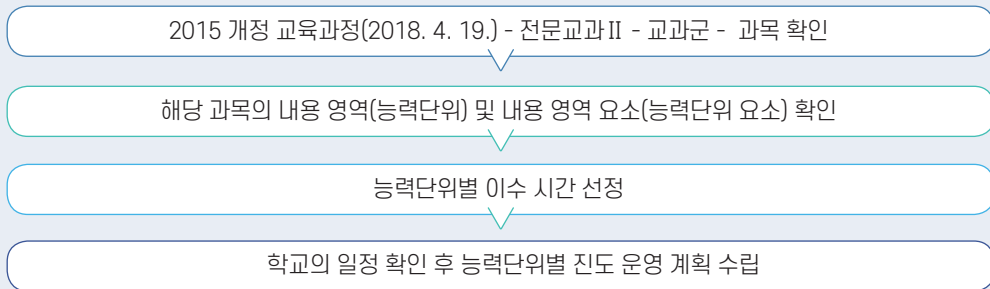 2015 개정 교육과정(2018. 4. 19.) - 전문교과Ⅱ - 교과군 - 과목 확인
해당 과목의 내용 영역(능력단위) 및 내용 영역 요소(능력단위 요소) 확인
능력단위별 이수 시간 선정
학교의 일정 확인 후 능력단위별 진도 운영 계획 수립